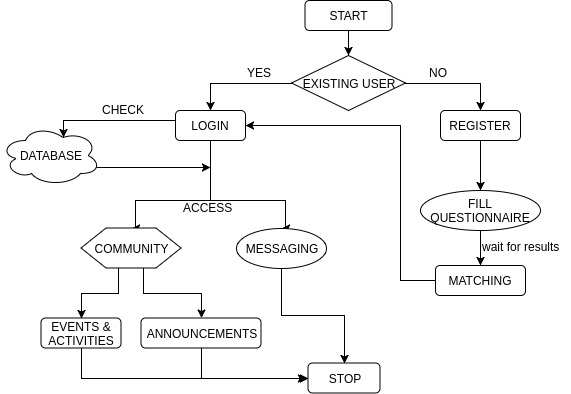 START
EXISTING USER
YES
NO
CHECK
LOGIN
REGISTER
DATABASE
FILL
QUESTIONNAIRE
ACCESS
wait for results
COMMUNITY
MESSAGING
MATCHING
EVENTS &
ACTIVITIES
ANNOUNCEMENTS
STOP